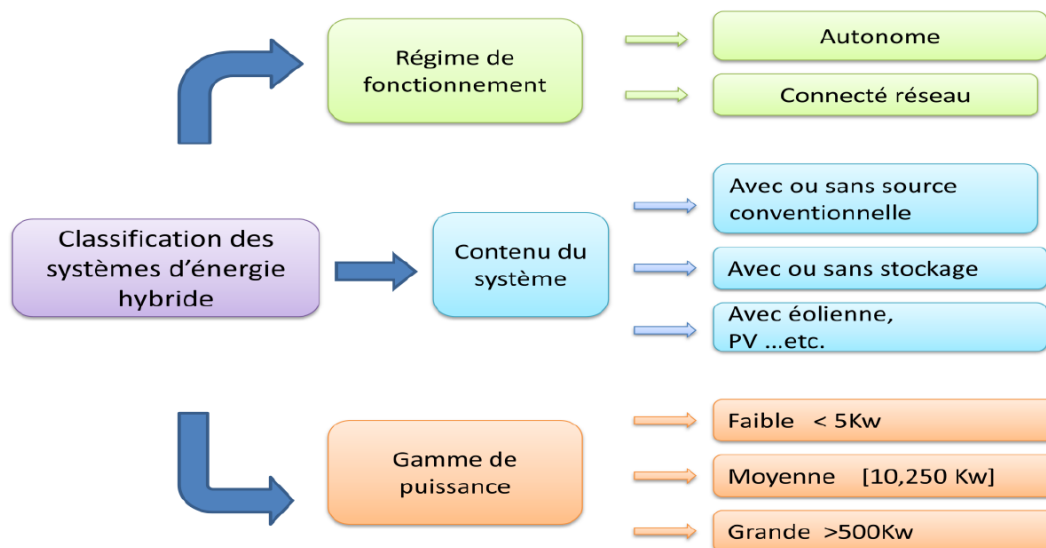 Régime de
fonctionnement
Autonome
Connecté réseau
Classification des
systèmes d’énergie
hybride
Contenu du
système
Avec ou sans source
conventionnelle
Avec ou sans stockage
Avec éolienne,
PV ...etc.
Gamme de
puissance
Faible < 5Kw
Moyenne [10,250 Kw]
Grande >500Kw